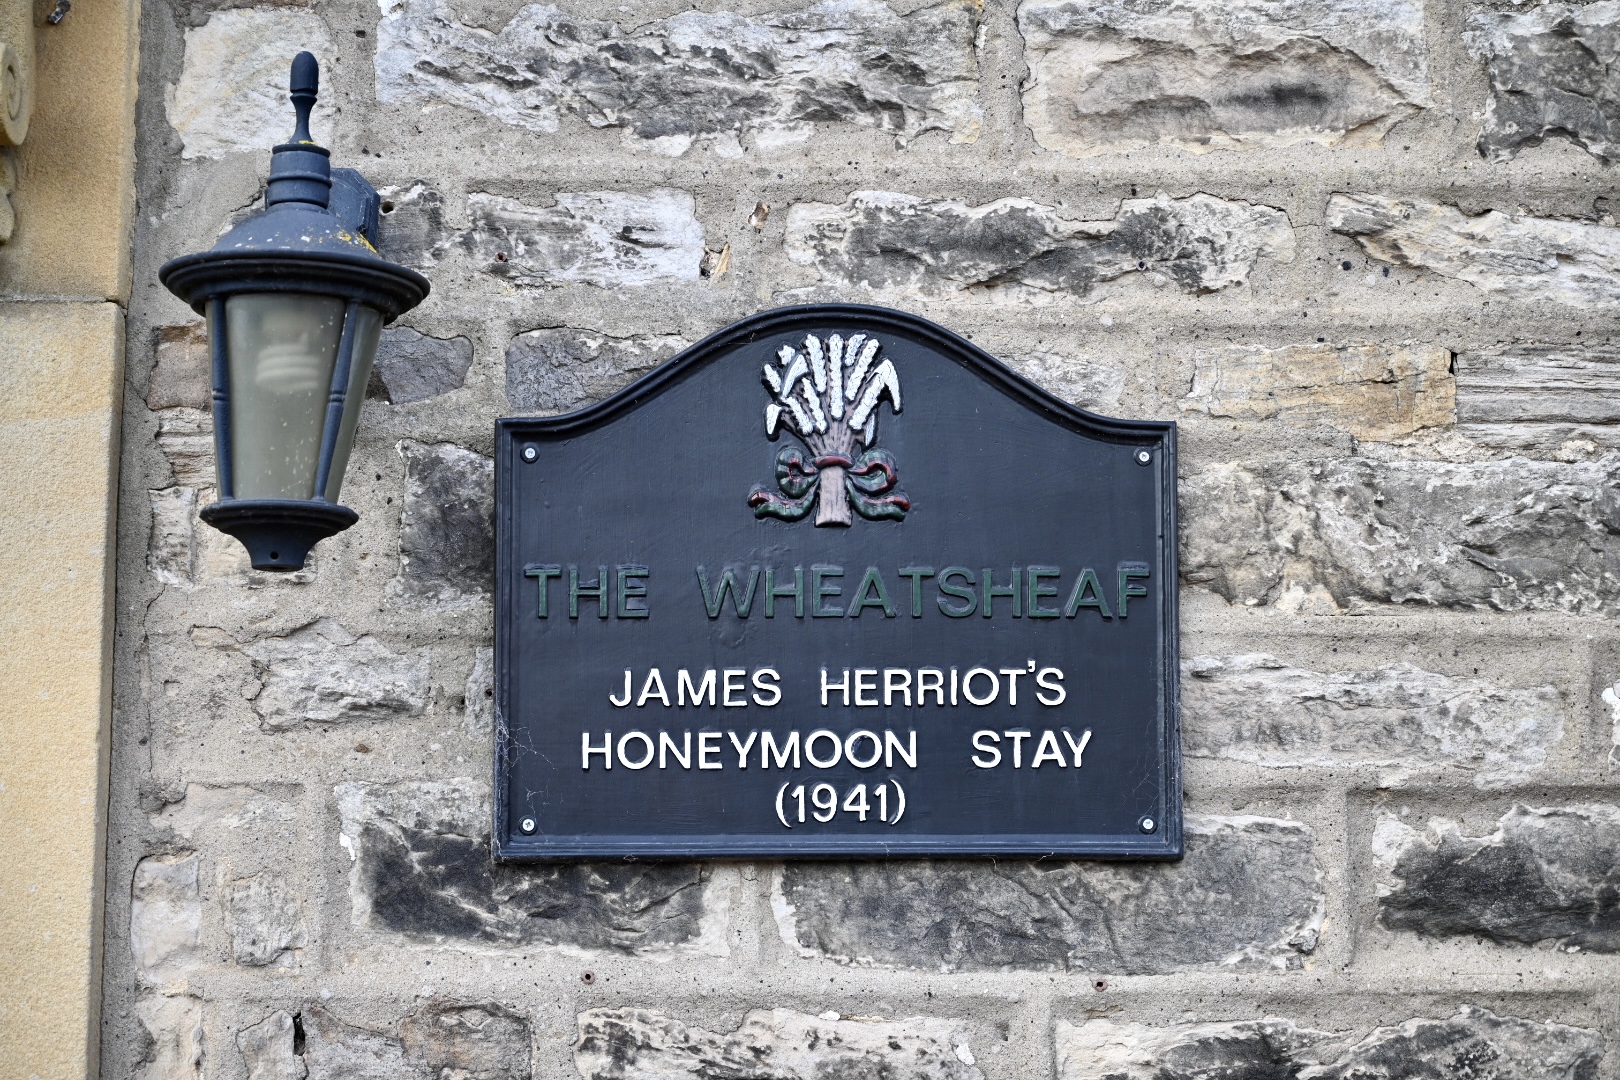 THE WHEATSHEAF
JAMES HERRIOT'S
HONEYMOON STAY
(1941)